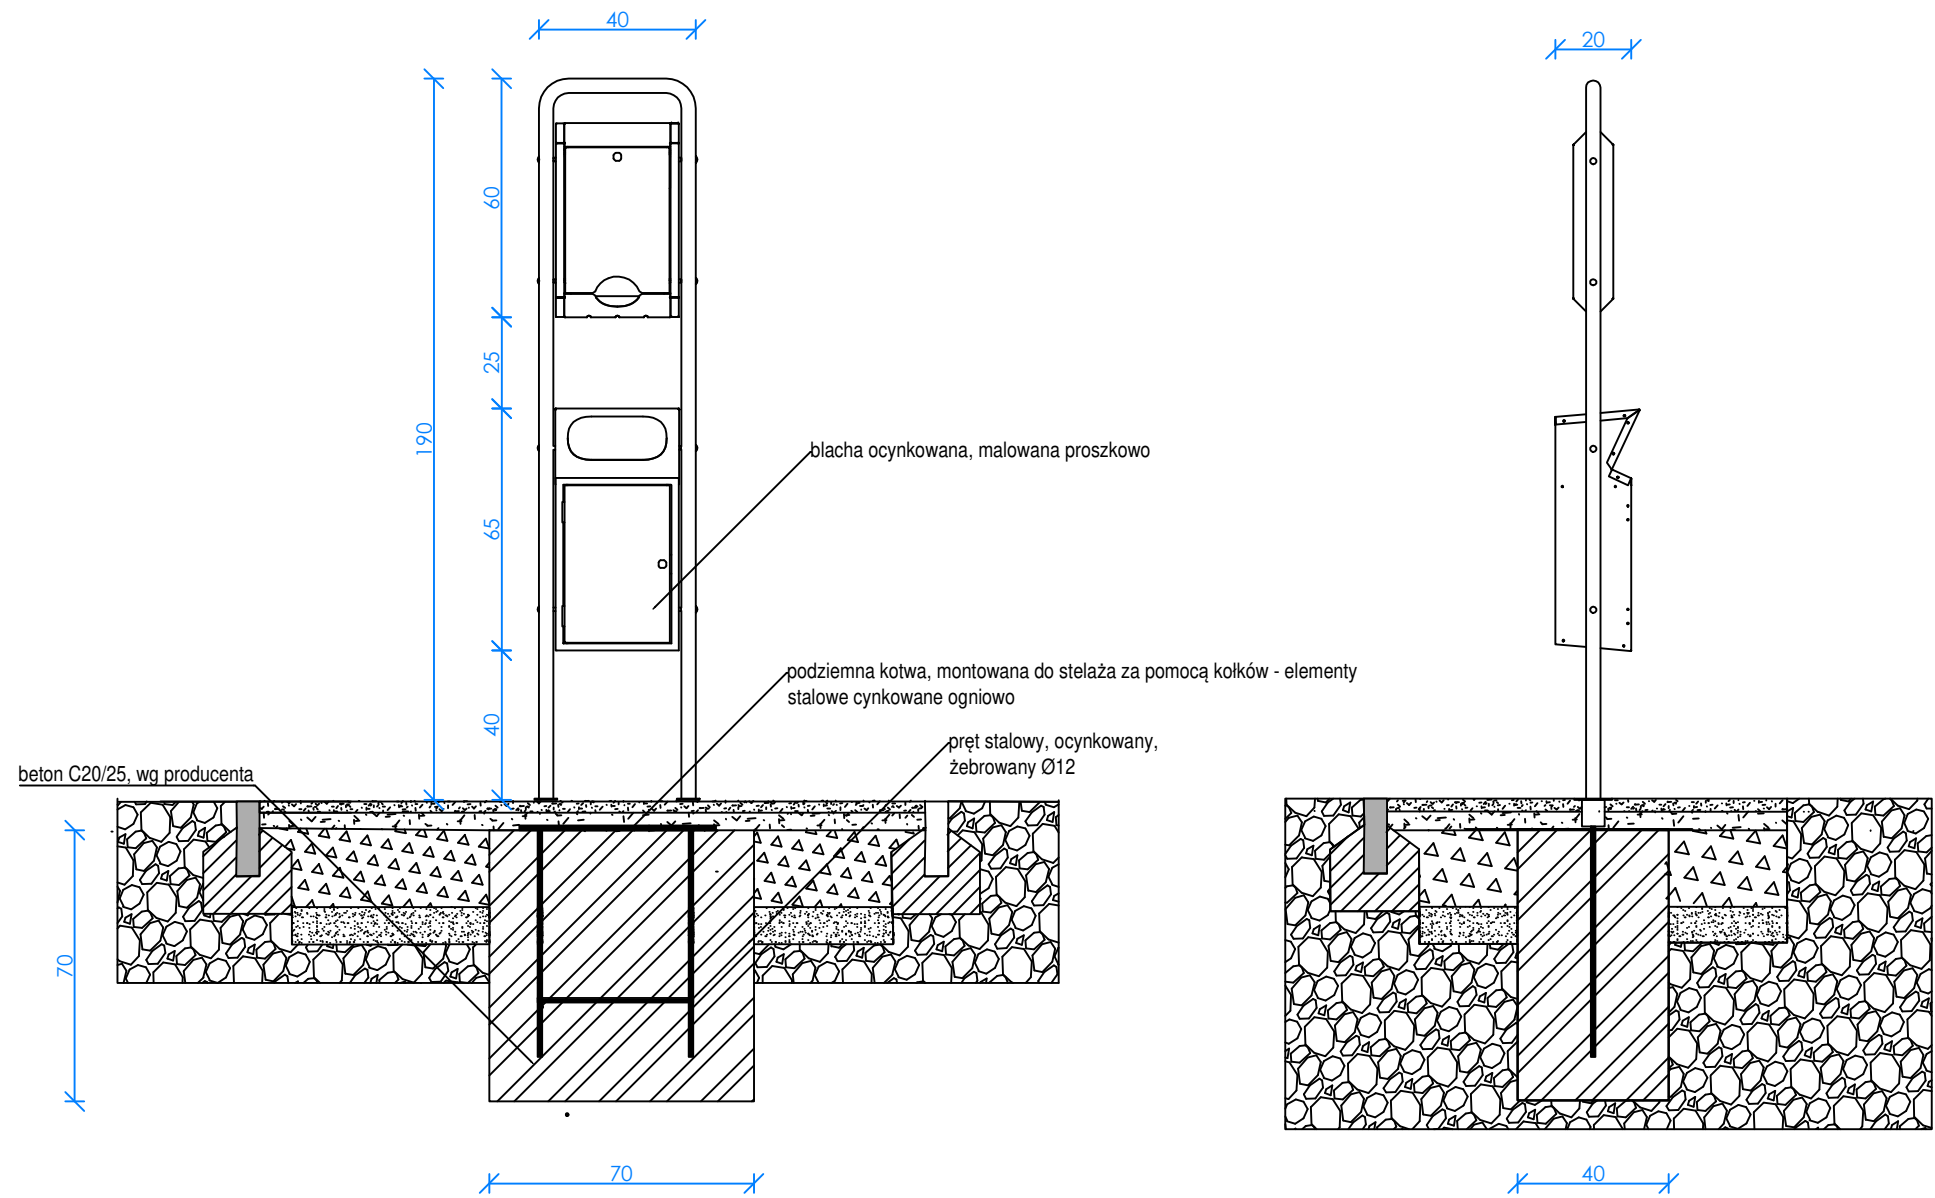 40
20
60
25
190
65
40
blacha ocynkowana, malowana proszkowo
podziemna kotwa, montowana do stelaża za pomocą kołków - elementy
stalowe cynkowane ogniowo
pręt stalowy, ocynkowany,
żebrowany Ø12
beton C20/25, wg producenta
70
70
40